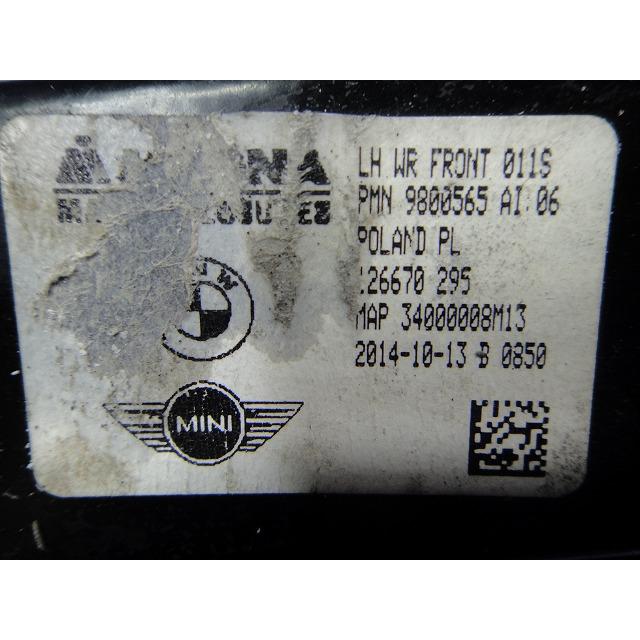 LH WR FRONT 011S
PMN 9800565 AI:06
POLAND PL
126670 295
MAP 34000008M13
2014-10-13 B 0850
MINI